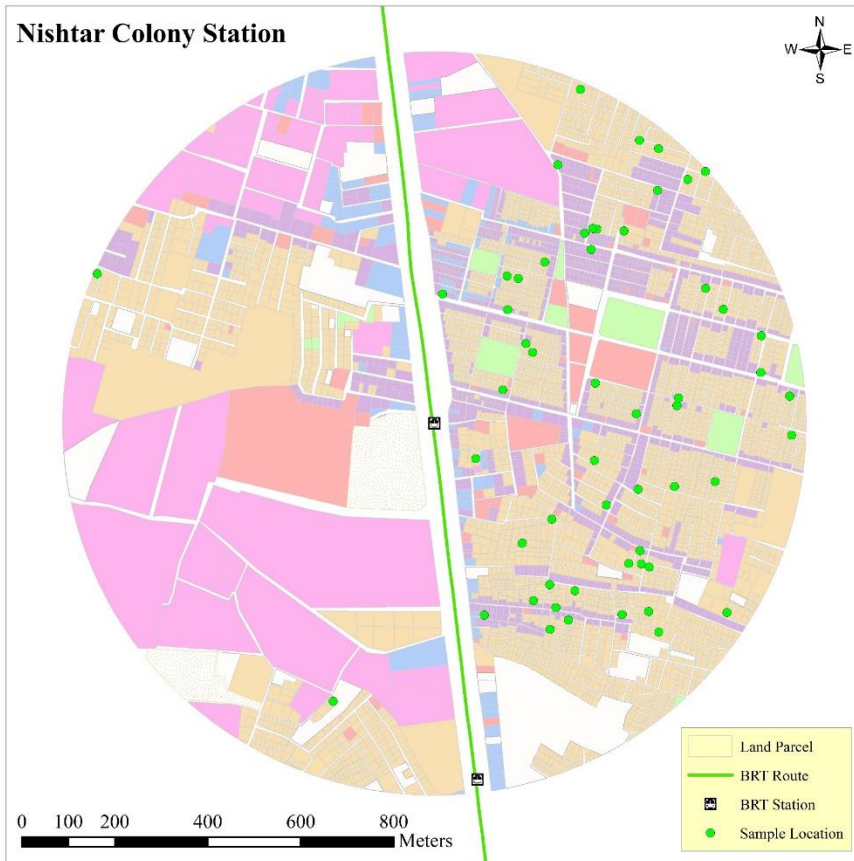 Nishtar Colony Station
N
W E
S
Land Parcel
BRT Route
BRT Station
Sample Location
0 100 200 400 600 800
Meters